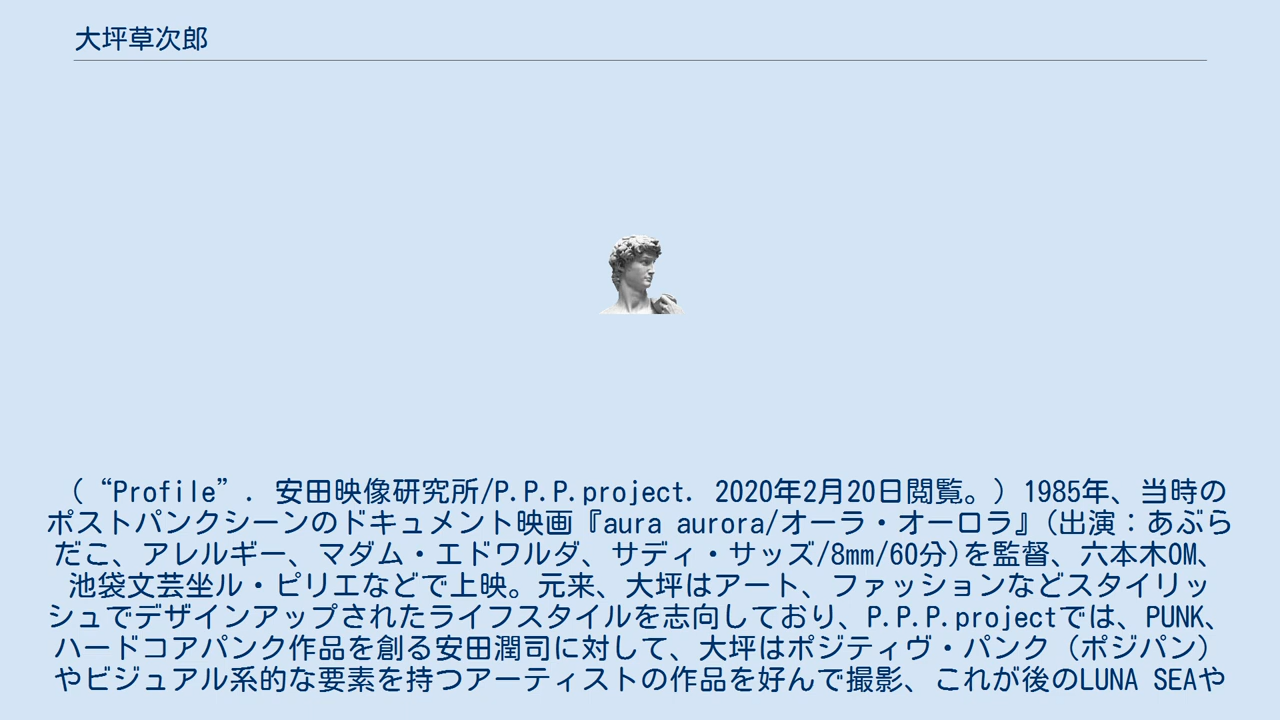 大坪草次郎
（“Profile”. 安田映像研究所/P.P.P.project. 2020年2月20日閲覧。）1985年、当時の
ポストパンクシーンのドキュメント映画『aura aurora/オーラ・オーロラ』(出演：あぶら
だこ、アレルギー、マダム・エドワルダ、サディ・サッズ/8mm/60分)を監督、六本木OM、
池袋文芸坐ル・ピリエなどで上映。元来、大坪はアート、ファッションなどスタイリッ
シュでデザインアップされたライフスタイルを志向しており、P.P.P.projectでは、PUNK、
ハードコアパンク作品を創る安田潤司に対して、大坪はポジティヴ・パンク（ポジパン）
やビジュアル系的な要素を持つアーティストの作品を好んで撮影、これが後のLUNA SEAや